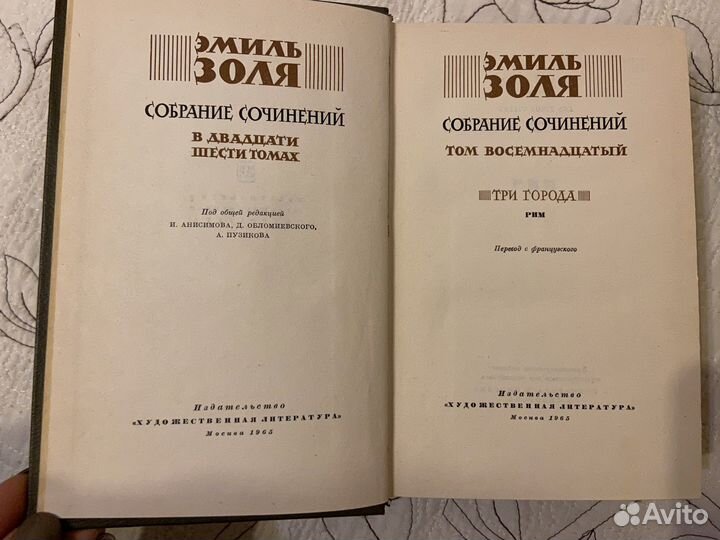 ЭМИЛЬ
ЗОЛЯ
СОБРАНИЕ СОЧИНЕНИЙ
В ДВАДЦАТИ
ШЕСТИ ТОМАХ
Под общей редакцией
И. АНИСИМОВА, Д. ОБЛОМИЕВСКОГО,
А. ПУЗИКОВА
Издательство
«ХУДОЖЕСТВЕННАЯ ЛИТЕРАТУРА»
Москва 1965
ЭМИЛЬ
ЗОЛЯ
СОБРАНИЕ СОЧИНЕНИЙ
ТОМ ВОСЕМНАДЦАТЫЙ
ТРИ ГОРОДА
РИМ
Перевод с французского
Издательство
«ХУДОЖЕСТВЕННАЯ ЛИТЕРАТУРА»
Москва 1965
Avito